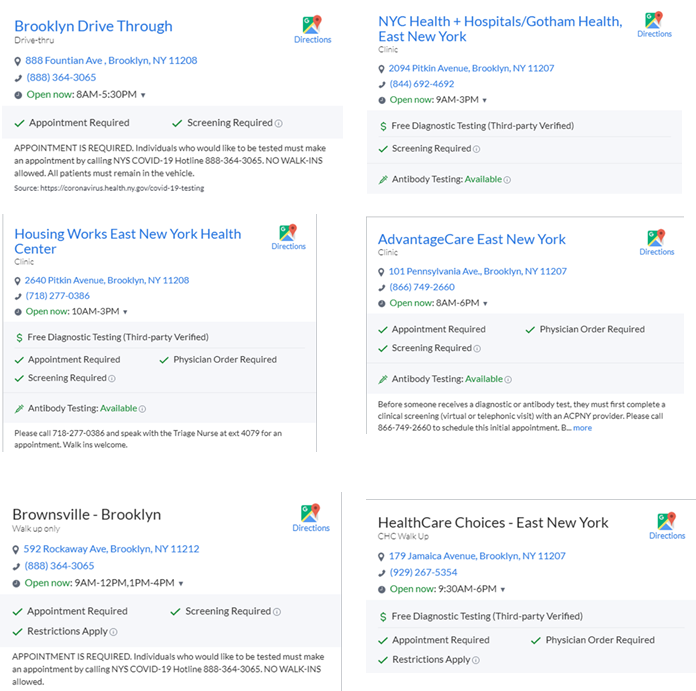 Brooklyn Drive Through
Drive-thru
Directions
888 Fountian Ave , Brooklyn, NY 11208
(888) 364-3065
Open now: 8AM-5:30PM
Appointment Required
Screening Required
APPOINTMENT IS REQUIRED. Individuals who would like to be tested must make
an appointment by calling NYS COVID-19 Hotline 888-364-3065. NO WALK-INS
allowed. All patients must remain in the vehicle.
Source: https://coronavirus.health.ny.gov/covid-19-testing
NYC Health + Hospitals/Gotham Health,
East New York
Clinic
Directions
2094 Pitkin Avenue, Brooklyn, NY 11207
(844) 692-4692
Open now: 9AM-3PM
Free Diagnostic Testing (Third-party Verified)
Screening Required
Antibody Testing: Available
Housing Works East New York Health
Center
Clinic
Directions
2640 Pitkin Avenue, Brooklyn, NY 11208
(718) 277-0386
Open now: 10AM-3PM
Free Diagnostic Testing (Third-party Verified)
Appointment Required
Physician Order Required
Screening Required
Antibody Testing: Available
Please call 718-277-0386 and speak with the Triage Nurse at ext 4079 for an
appointment. Walk ins welcome.
AdvantageCare East New York
Clinic
Directions
101 Pennsylvania Ave., Brooklyn, NY 11207
(866) 749-2660
Open now: 8AM-6PM
Appointment Required
Physician Order Required
Screening Required
Antibody Testing: Available
Before someone receives a diagnostic or antibody test, they must first complete a
clinical screening (virtual or telephonic visit) with an ACPNY provider. Please call
866-749-2660 to schedule this initial appointment. B... more
Brownsville - Brooklyn
Walk up only
Directions
592 Rockaway Ave, Brooklyn, NY 11212
(888) 364-3065
Open now: 9AM-12PM,1PM-4PM
Appointment Required
Screening Required
Restrictions Apply
APPOINTMENT IS REQUIRED. Individuals who would like to be tested must make
an appointment by calling NYS COVID-19 Hotline 888-364-3065. NO WALK-INS
allowed.
HealthCare Choices - East New York
CHC Walk Up
Directions
179 Jamaica Avenue, Brooklyn, NY 11207
(929) 267-5354
Open now: 9:30AM-6PM
Free Diagnostic Testing (Third-party Verified)
Appointment Required
Physician Order Required
Restrictions Apply